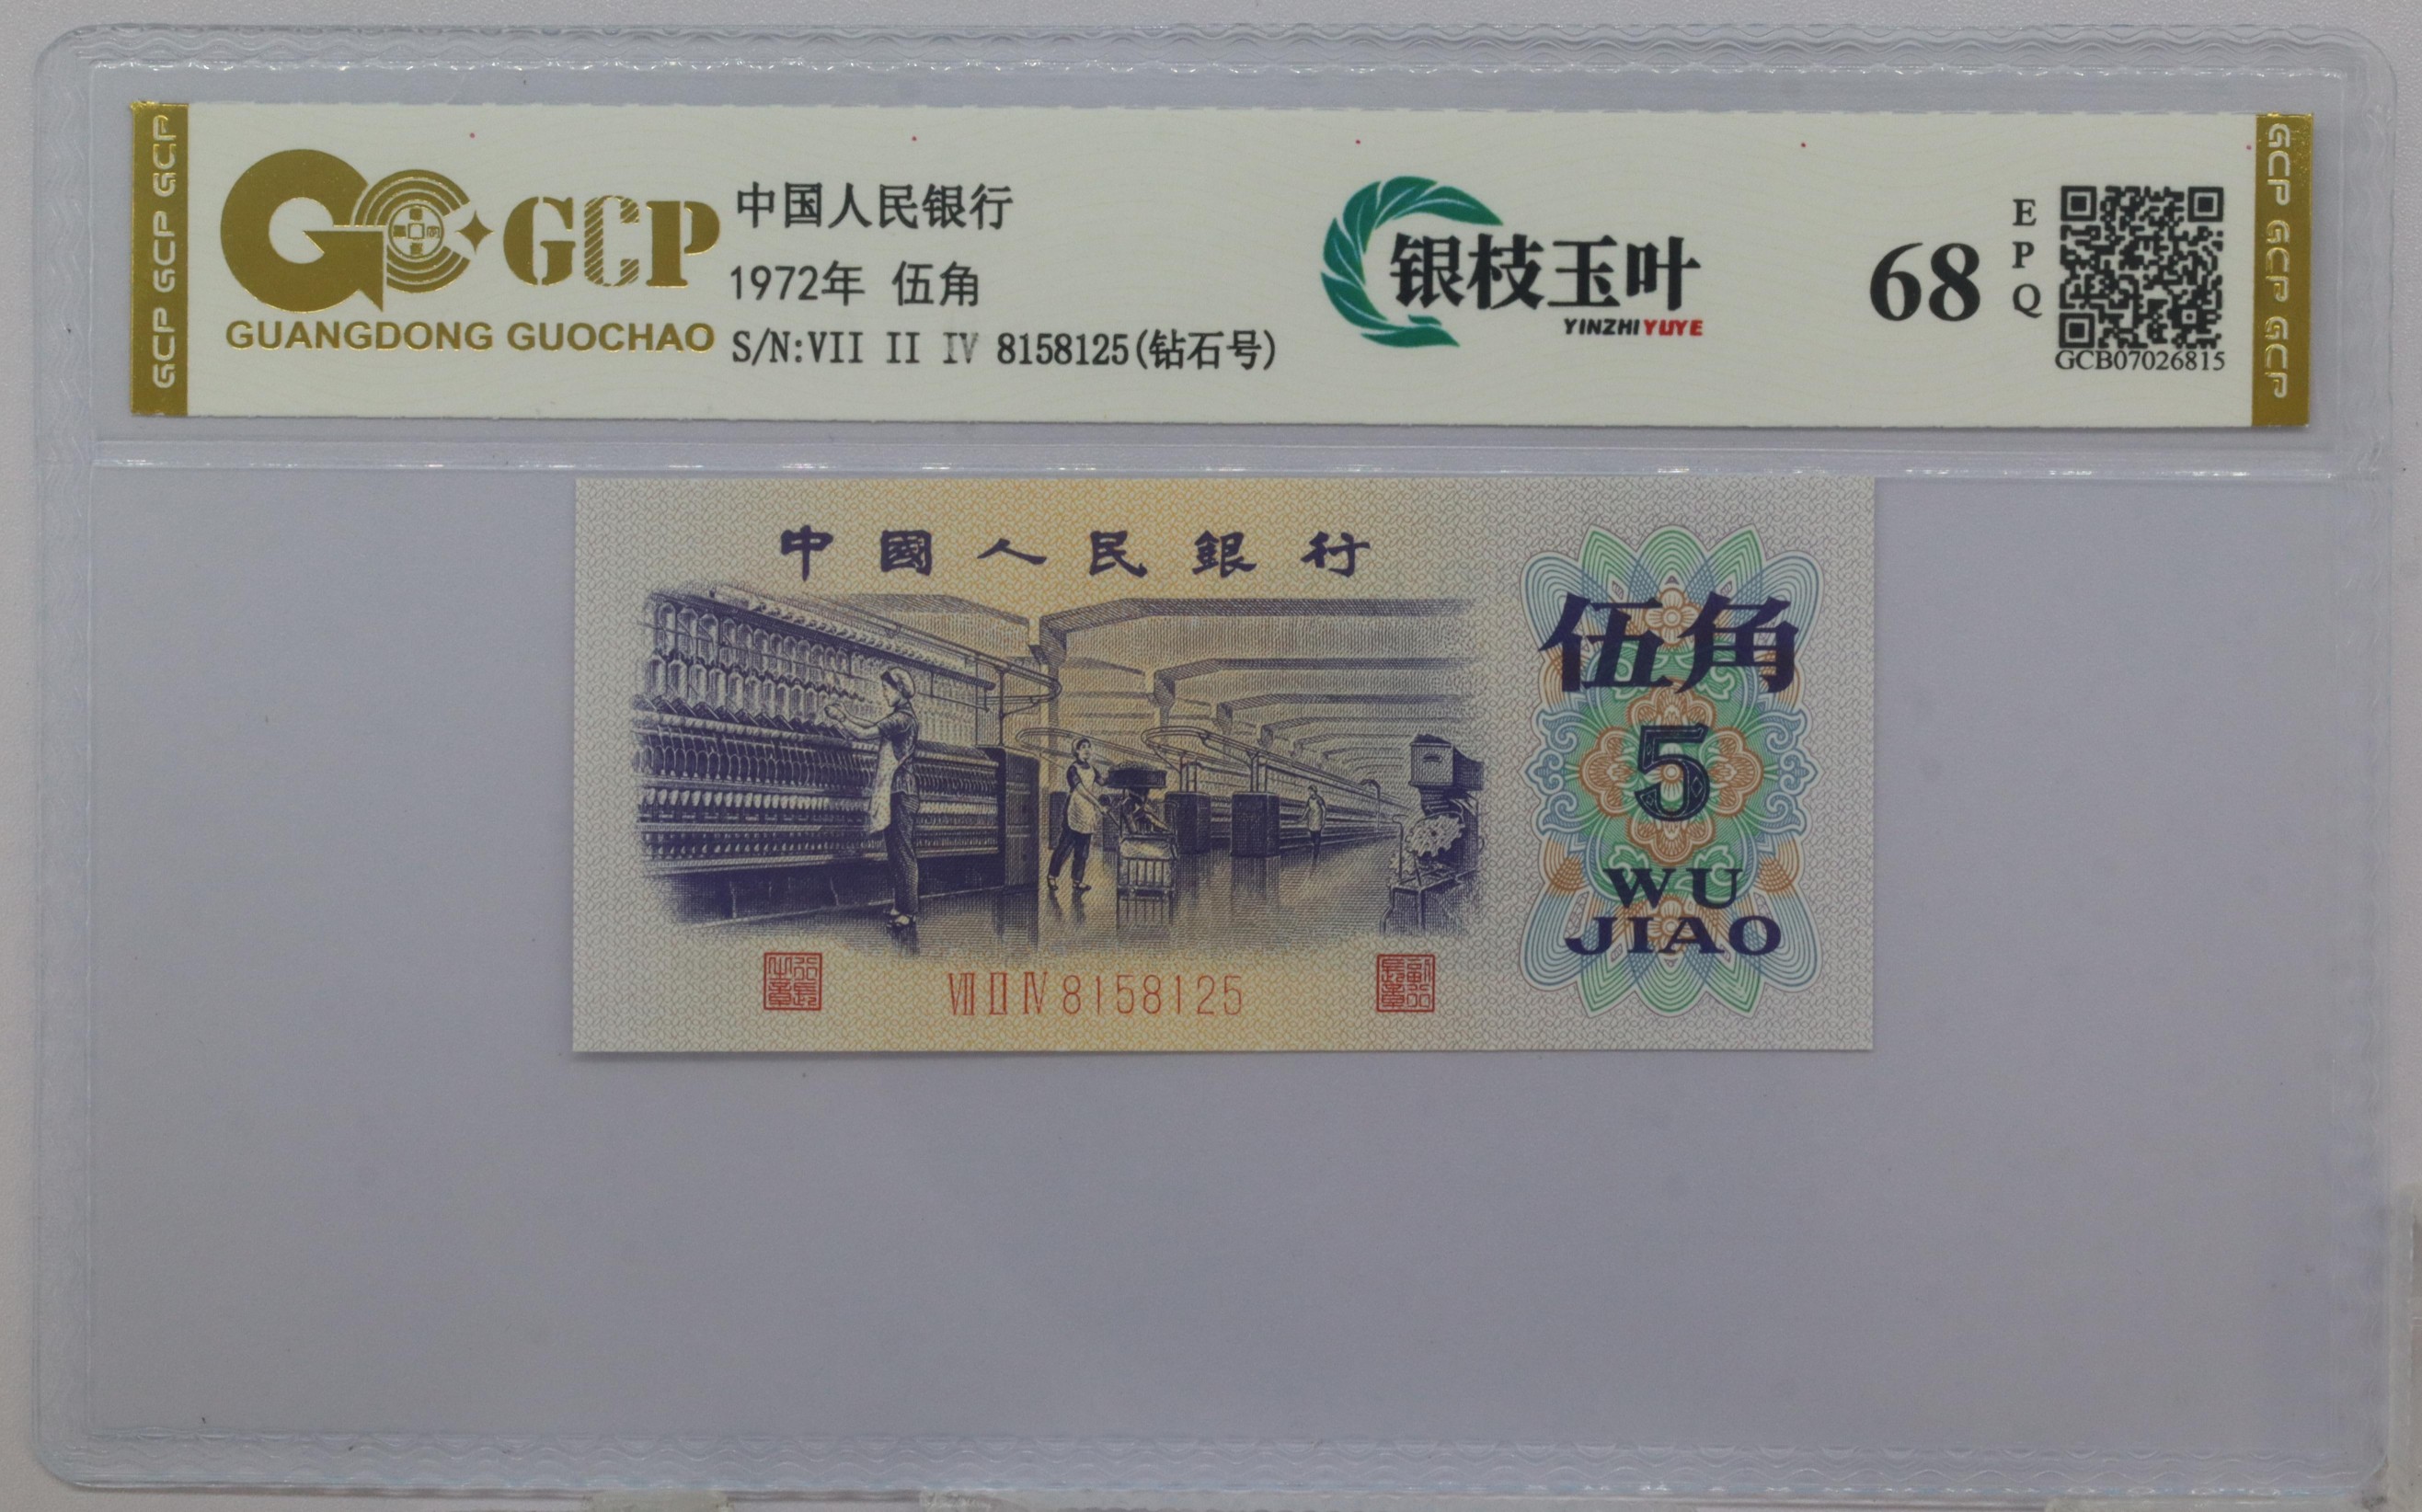 GCP GCP GCP
GCP
GUANGDONG GUOCHAO
中国人民银行
1972年 伍角
S/N:VII II IV 8158125(钻石号)
银枝玉叶
YINZHIYUYE
68
EPQ
GCB07026815
GCP GCP GCP
中國人民銀行
伍角
5
WU
JIAO
VII II IV 8158125